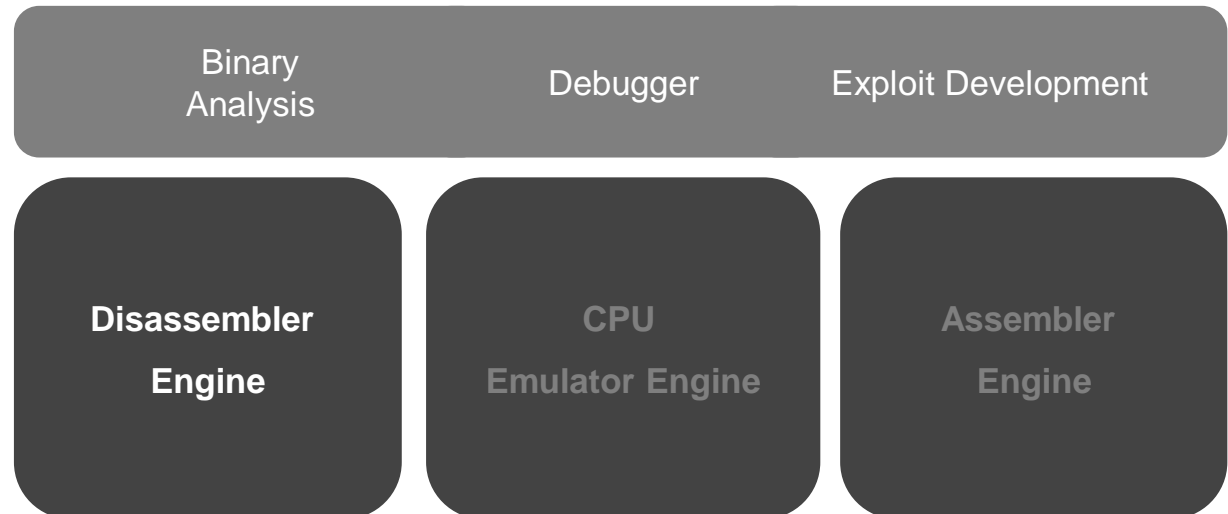 Binary
Analysis
Debugger
Exploit Development
Disassembler
Engine
CPU
Emulator Engine
Assembler
Engine